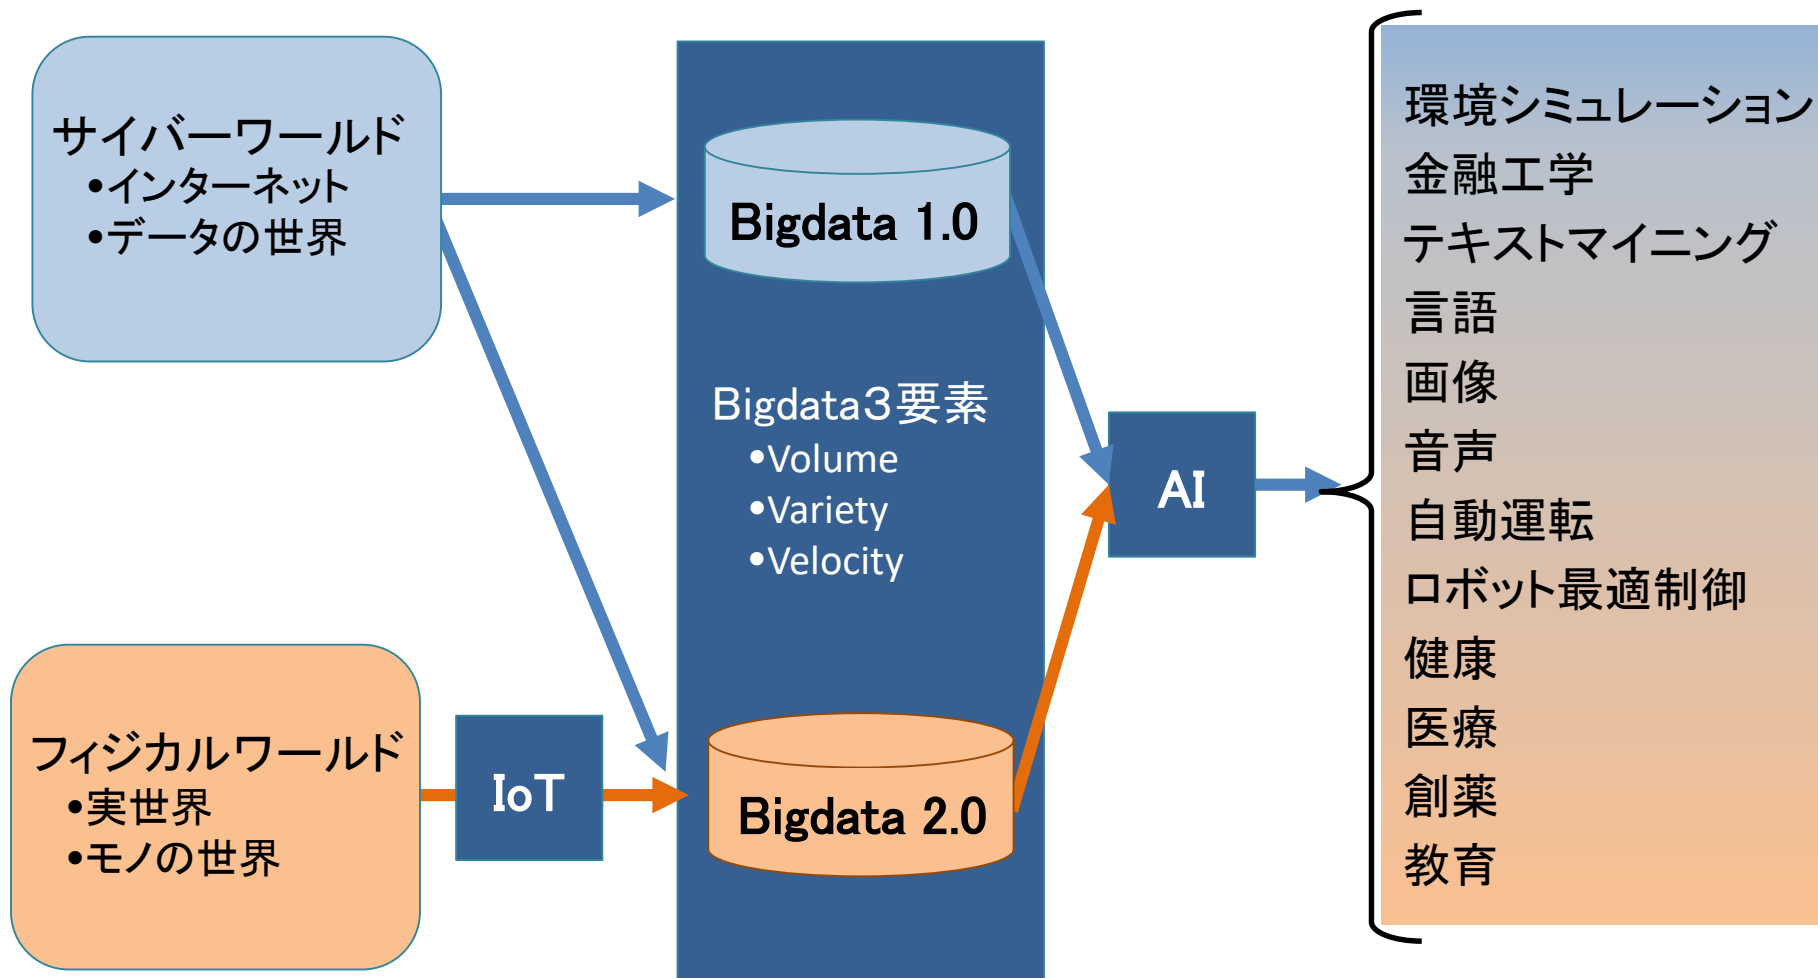 サイバーワールド
•インターネット
•データの世界
フィジカルワールド
•実世界
•モノの世界
IoT
Bigdata 1.0
Bigdata３要素
•Volume
•Variety
•Velocity
Bigdata 2.0
AI
環境シミュレーション
金融工学
テキストマイニング
言語
画像
音声
自動運転
ロボット最適制御
健康
医療
創薬
教育